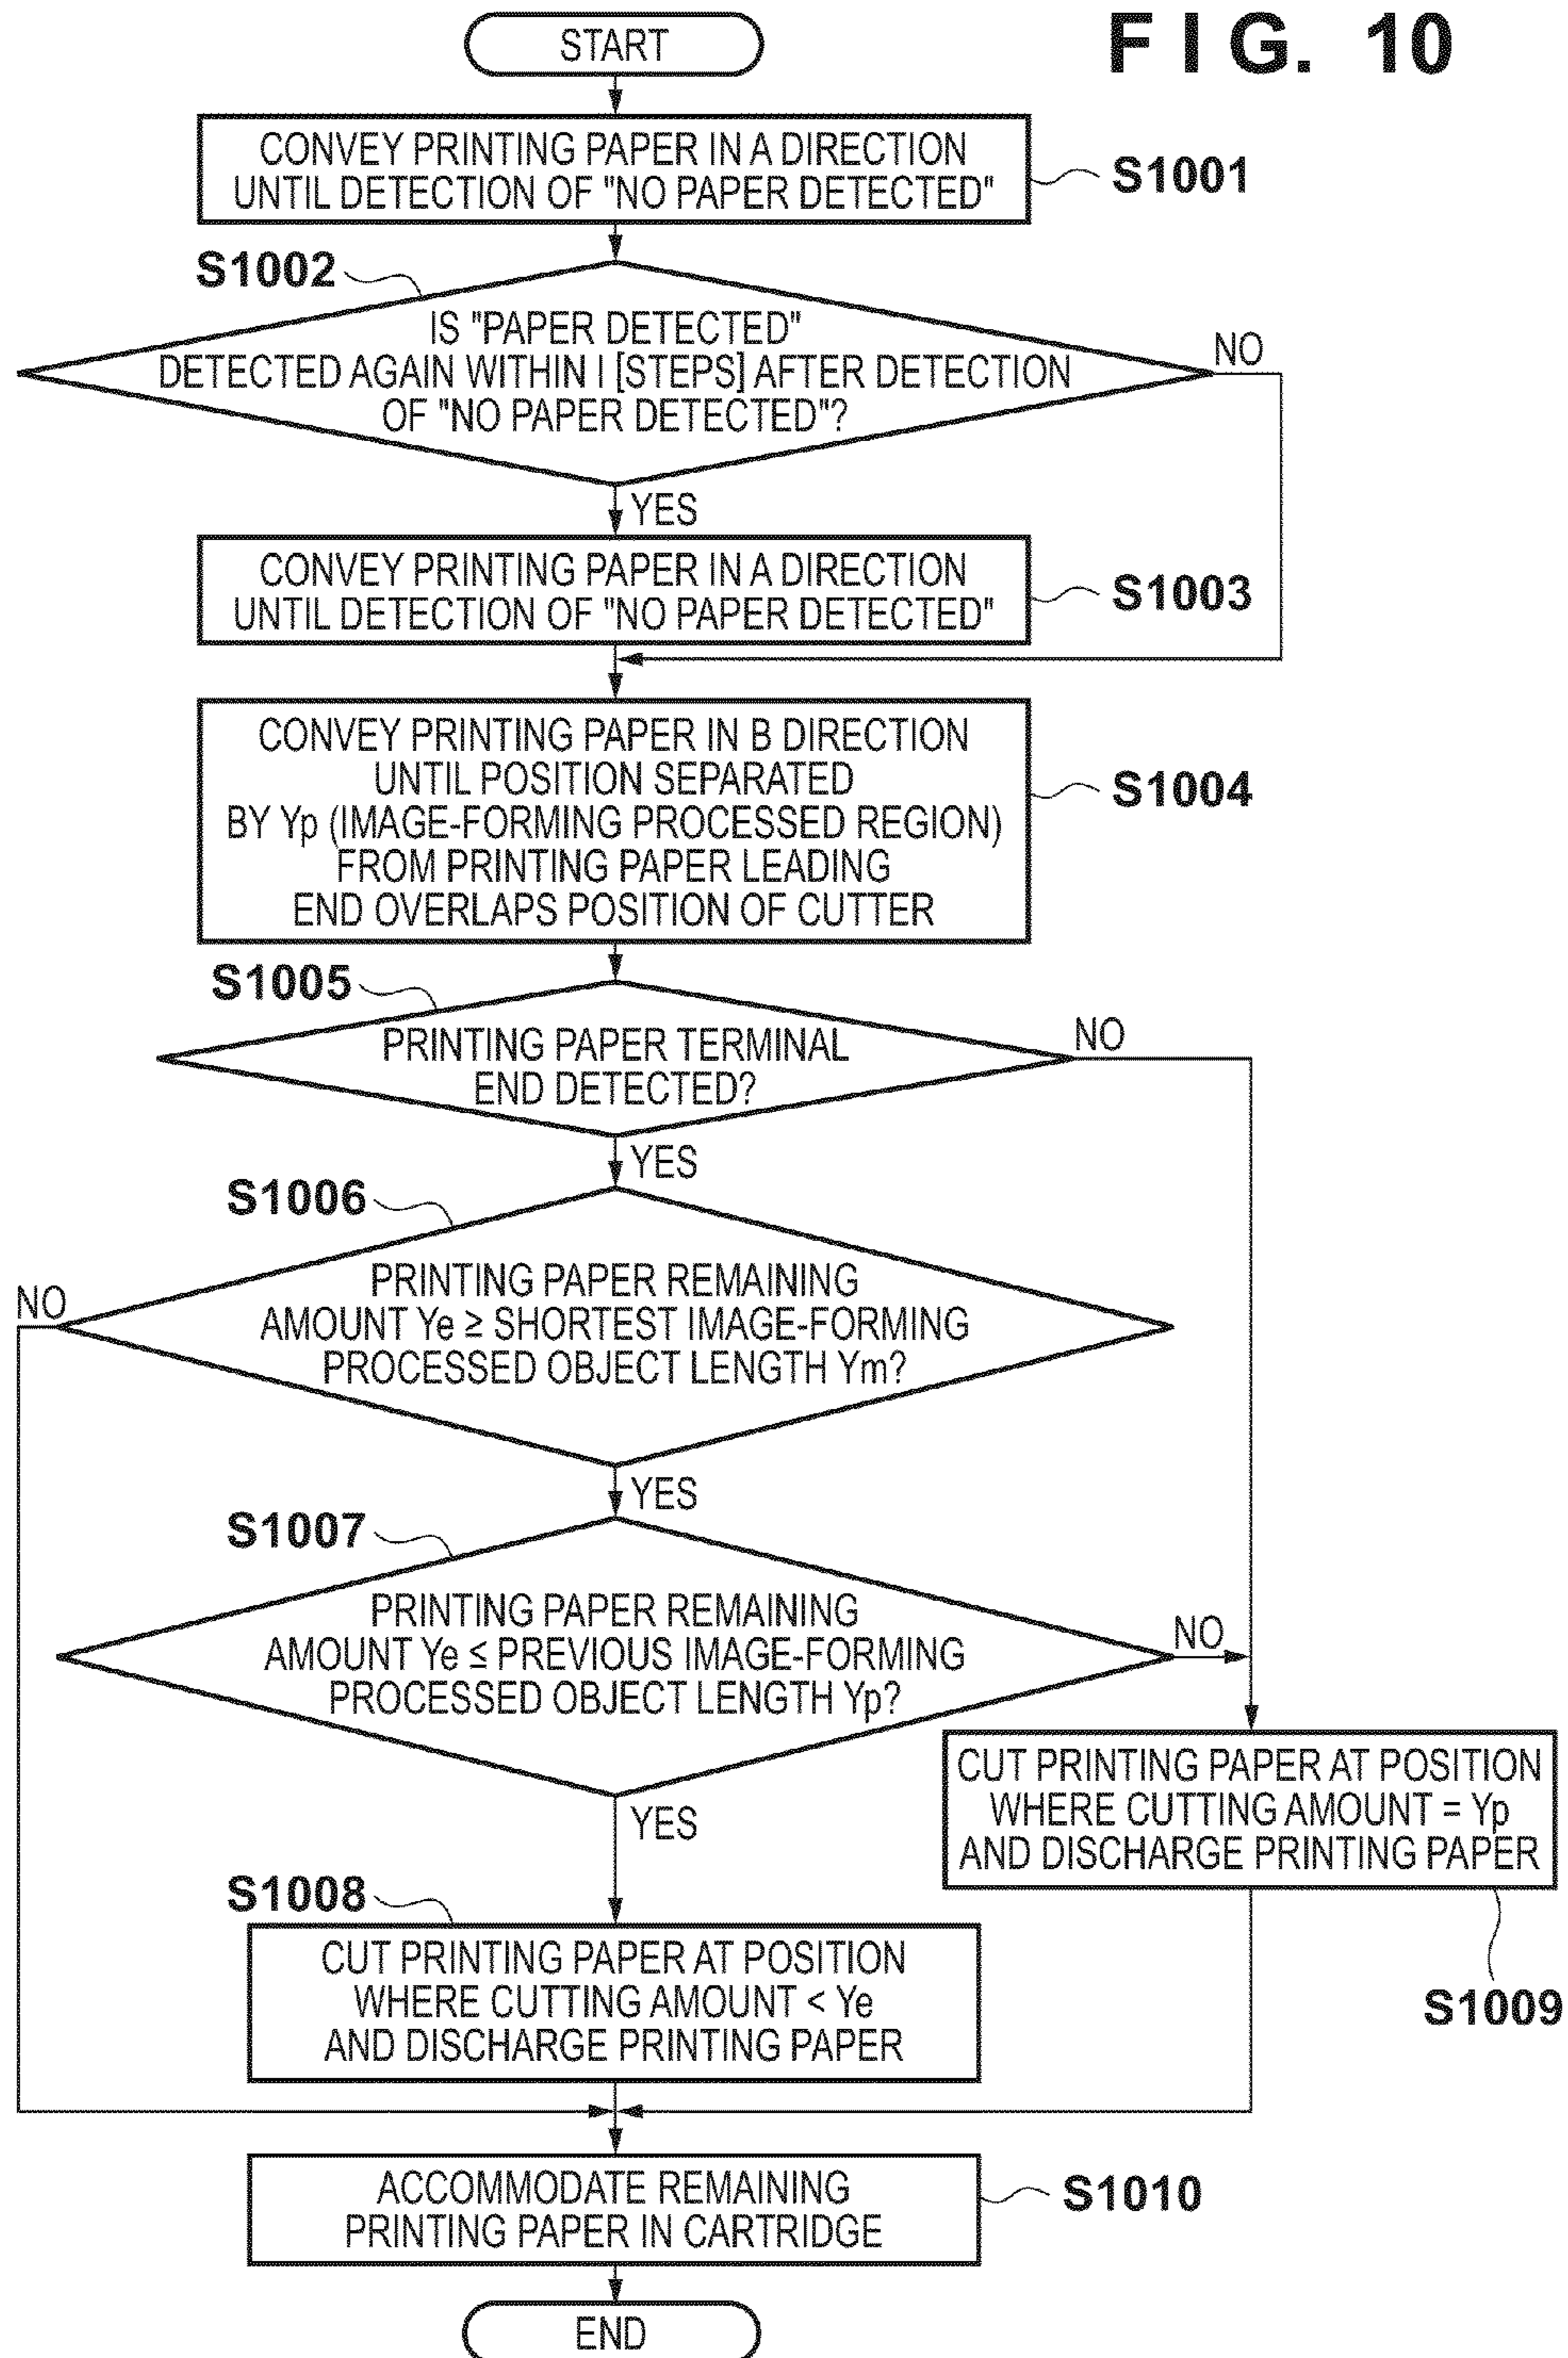 FIG. 10
START
CONVEY PRINTING PAPER IN A DIRECTION
UNTIL DETECTION OF "NO PAPER DETECTED"
S1001
S1002
IS "PAPER DETECTED"
DETECTED AGAIN WITHIN I [STEPS] AFTER DETECTION
OF "NO PAPER DETECTED"?
NO
YES
CONVEY PRINTING PAPER IN A DIRECTION
UNTIL DETECTION OF "NO PAPER DETECTED"
S1003
CONVEY PRINTING PAPER IN B DIRECTION
UNTIL POSITION SEPARATED
BY Yp (IMAGE-FORMING PROCESSED REGION)
FROM PRINTING PAPER LEADING
END OVERLAPS POSITION OF CUTTER
S1004
S1005
PRINTING PAPER TERMINAL
END DETECTED?
NO
YES
S1006
PRINTING PAPER REMAINING
AMOUNT Ye ≥ SHORTEST IMAGE-FORMING
PROCESSED OBJECT LENGTH Ym?
NO
YES
S1007
PRINTING PAPER REMAINING
AMOUNT Ye ≤ PREVIOUS IMAGE-FORMING
PROCESSED OBJECT LENGTH Yp?
NO
YES
CUT PRINTING PAPER AT POSITION
WHERE CUTTING AMOUNT = Yp
AND DISCHARGE PRINTING PAPER
S1009
S1008
CUT PRINTING PAPER AT POSITION
WHERE CUTTING AMOUNT < Ye
AND DISCHARGE PRINTING PAPER
ACCOMMODATE REMAINING
PRINTING PAPER IN CARTRIDGE
S1010
END